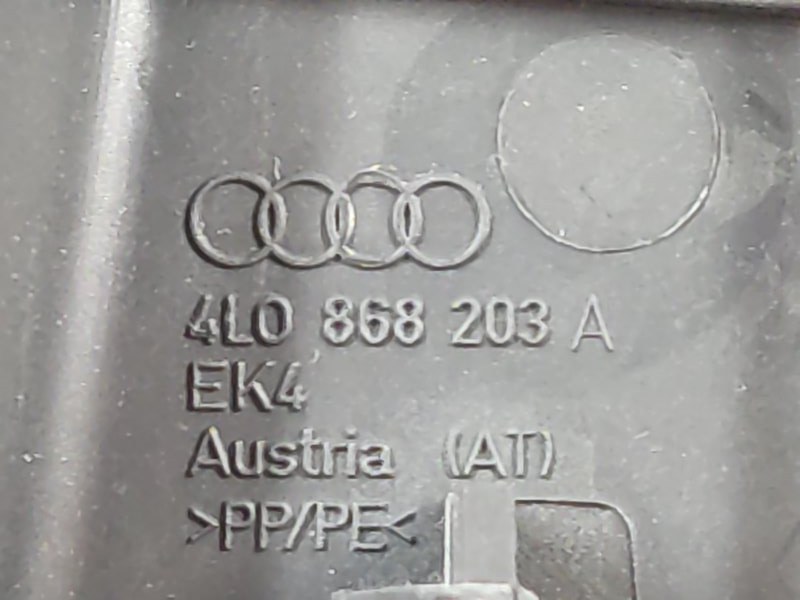 4L0 868 203 A
EK4
Austria (AT)
>PP/PE<